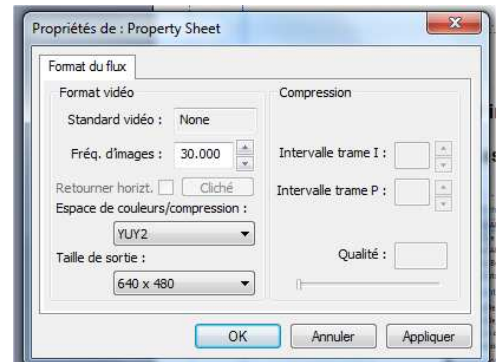 Propriétés de : Property Sheet
Format du flux
Format vidéo
Standard vidéo : None
Fréq. d'images : 30.000
Retourner horizt. Cliché
Espace de couleurs/compression :
YUY2
Taille de sortie :
640 x 480
Compression
Intervalle trame I :
Intervalle trame P :
Qualité :
OK Annuler Appliquer